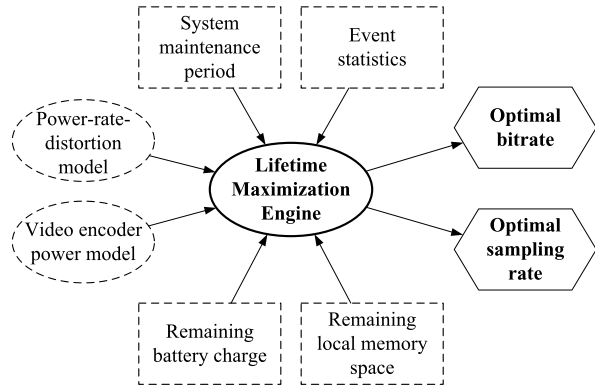 System
maintenance
period
Event
statistics
Power-rate-
distortion
model
Optimal
bitrate
Lifetime
Maximization
Engine
Video encoder
power model
Optimal
sampling
rate
Remaining
battery charge
Remaining
local memory
space